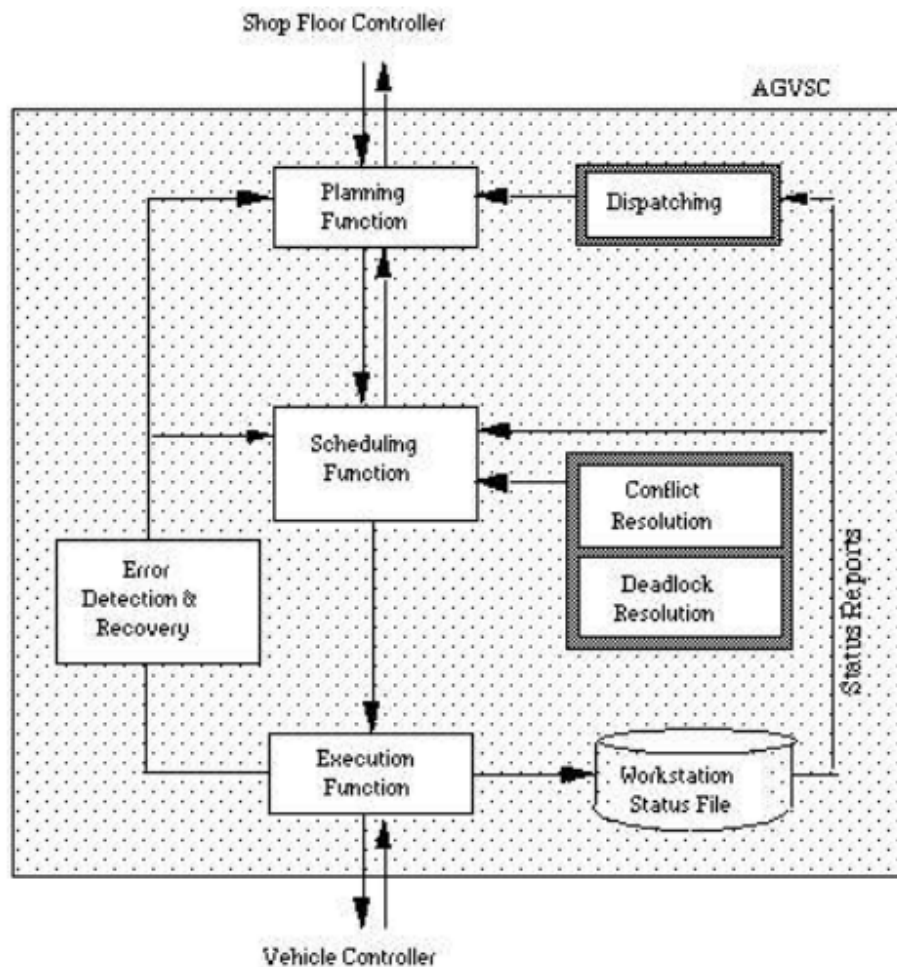 Shop Floor Controller
AGVSC
Planning
Function
Dispatching
Scheduling
Function
Conflict
Resolution
Deadlock
Resolution
Error
Detection &
Recovery
Status Reports
Execution
Function
Workstation
Status File
Vehicle Controller